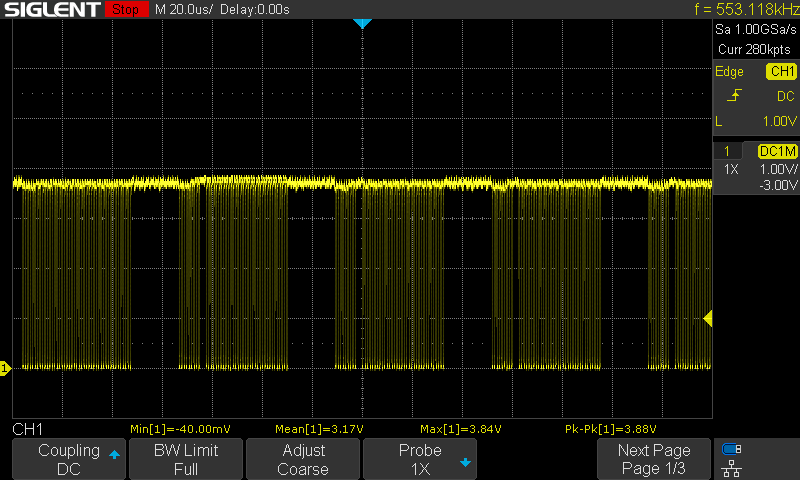 SIGLENT Stop M 20.0us/ Delay:0.00s f = 553.118kHz
Sa 1.00GSa/s
Curr 280kpts
Edge CH1
DC
L 1.00V
1 DC1M
1X 1.00V/
-3.00V
1
CH1 Min[1]=-40.00mV Mean[1]=3.17V Max[1]=3.84V Pk-Pk[1]=3.88V
Coupling BW Limit Adjust Probe Next Page
DC Full Coarse 1X Page 1/3